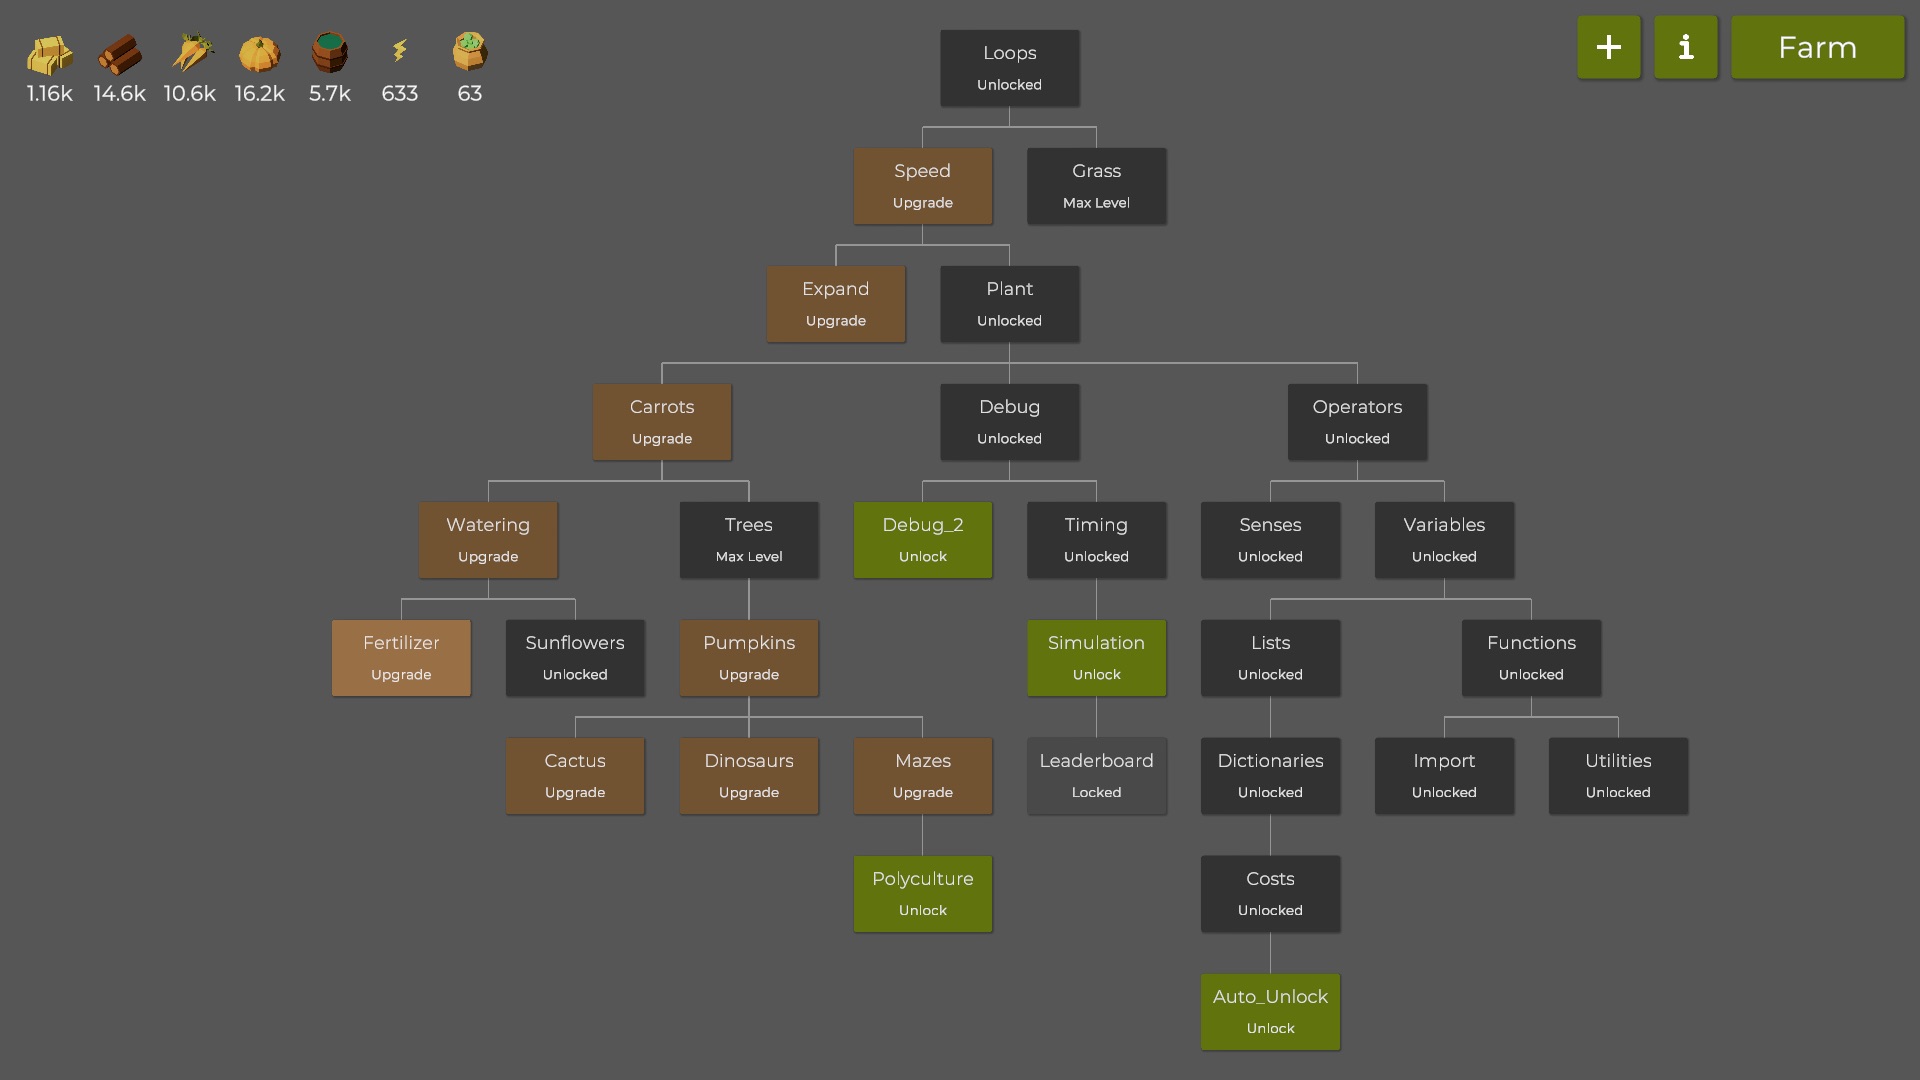 1.16k 14.6k 10.6k 16.2k 5.7k 633 63
+ i Farm
Loops
Unlocked
Speed
Upgrade
Grass
Max Level
Expand
Upgrade
Plant
Unlocked
Carrots
Upgrade
Debug
Unlocked
Operators
Unlocked
Watering
Upgrade
Trees
Max Level
Debug_2
Unlock
Timing
Unlocked
Senses
Unlocked
Variables
Unlocked
Fertilizer
Upgrade
Sunflowers
Unlocked
Pumpkins
Upgrade
Simulation
Unlock
Lists
Unlocked
Functions
Unlocked
Cactus
Upgrade
Dinosaurs
Upgrade
Mazes
Upgrade
Leaderboard
Locked
Dictionaries
Unlocked
Import
Unlocked
Utilities
Unlocked
Polyculture
Unlock
Costs
Unlocked
Auto_Unlock
Unlock